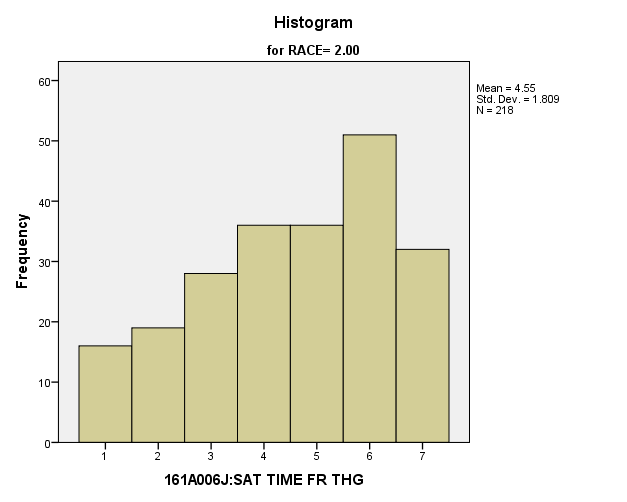 Histogram
for RACE= 2.00
Mean = 4.55
Std. Dev. = 1.809
N = 218
60
50
40
30
20
10
0
Frequency
1 2 3 4 5 6 7
161A006J:SAT TIME FR THG